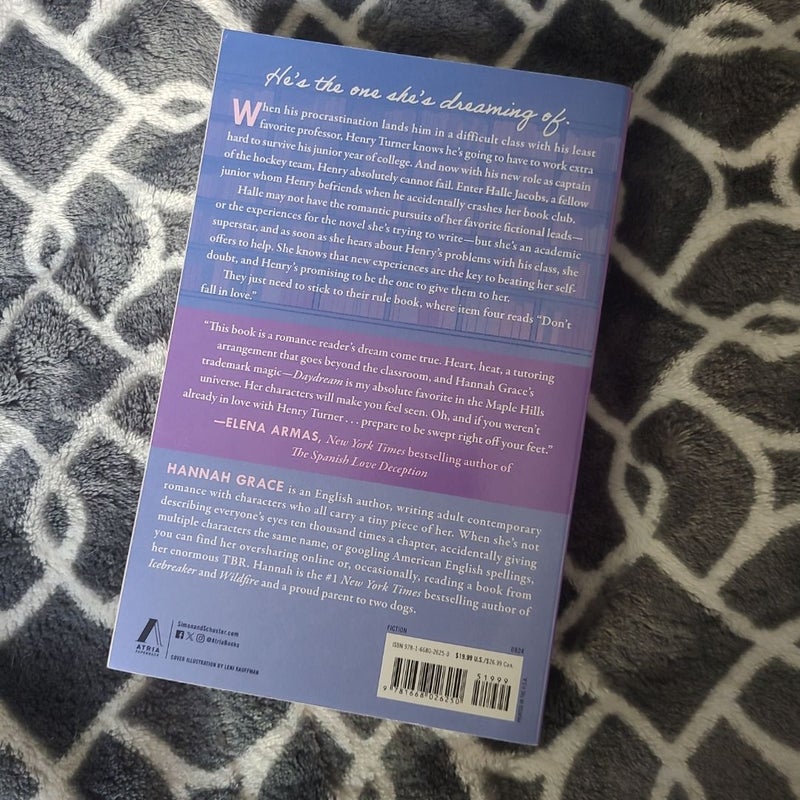 He's the one she's dreaming of.
When his procrastination lands him in a difficult class with his least
favorite professor, Henry Turner knows he's going to have to work extra
hard to survive his junior year of college. And now with his new role as captain
of the hockey team, Henry absolutely cannot fail. Enter Halle Jacobs, a fellow
junior whom Henry befriends when he accidentally crashes her book club.
Halle may not have the romantic pursuits of her favorite fictional leads—
or the experiences for the novel she's trying to write—but she's an academic
superstar, and as soon as she hears about Henry's problems with his class, she
offers to help. She knows that new experiences are the key to beating her self-
doubt, and Henry's promising to be the one to give them to her.
They just need to stick to their rule book, where item four reads “Don't
fall in love.”
“This book is a romance reader's dream come true. Heart, heat, a tutoring
arrangement that goes beyond the classroom, and Hannah Grace's
trademark magic—Daydream is my absolute favorite in the Maple Hills
universe. Her characters will make you feel seen. Oh, and if you weren't
already in love with Henry Turner . . . prepare to be swept right off your feet.”
—ELENA ARMAS, New York Times bestselling author of
The Spanish Love Deception
HANNAH GRACE is an English author, writing adult contemporary
romance with characters who all carry a tiny piece of her. When she's not
describing everyone's eyes ten thousand times a chapter, accidentally giving
multiple characters the same name, or googling American English spellings,
you can find her oversharing online or, occasionally, reading a book from
her enormous TBR. Hannah is the #1 New York Times bestselling author of
Icebreaker and Wildfire and a proud parent to two dogs.
ATRIA
PAPERBACK
SimonandSchuster.com
@AtriaBooks
COVER ILLUSTRATION BY LENI KAUFFMAN
FICTION
0824
ISBN 978-1-6680-2625-0 $19.99 U.S./$26.99 Can.
51999
9 781668 026250
PRINTED IN THE U.S.A.